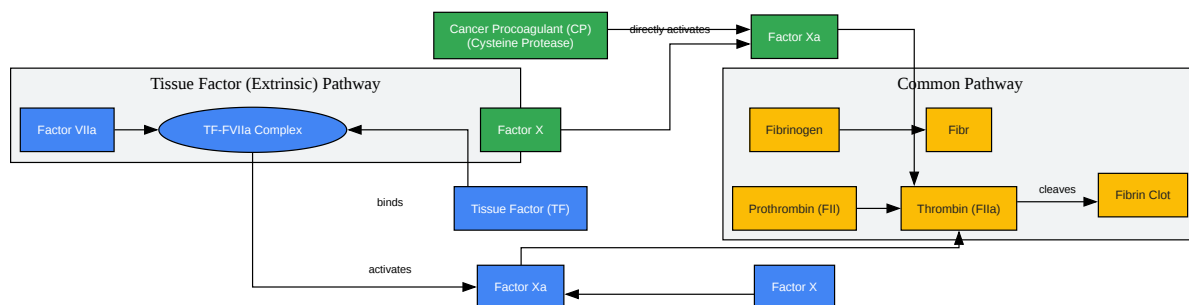 Cancer Procoagulant (CP)
(Cysteine Protease)
directly activates
Factor Xa
Tissue Factor (Extrinsic) Pathway
Common Pathway
Factor VIIa
TF-FVIIa Complex
Factor X
Fibrinogen
Fibr
binds
Tissue Factor (TF)
Prothrombin (FII)
Thrombin (FIIa)
cleaves
Fibrin Clot
activates
Factor Xa
Factor X